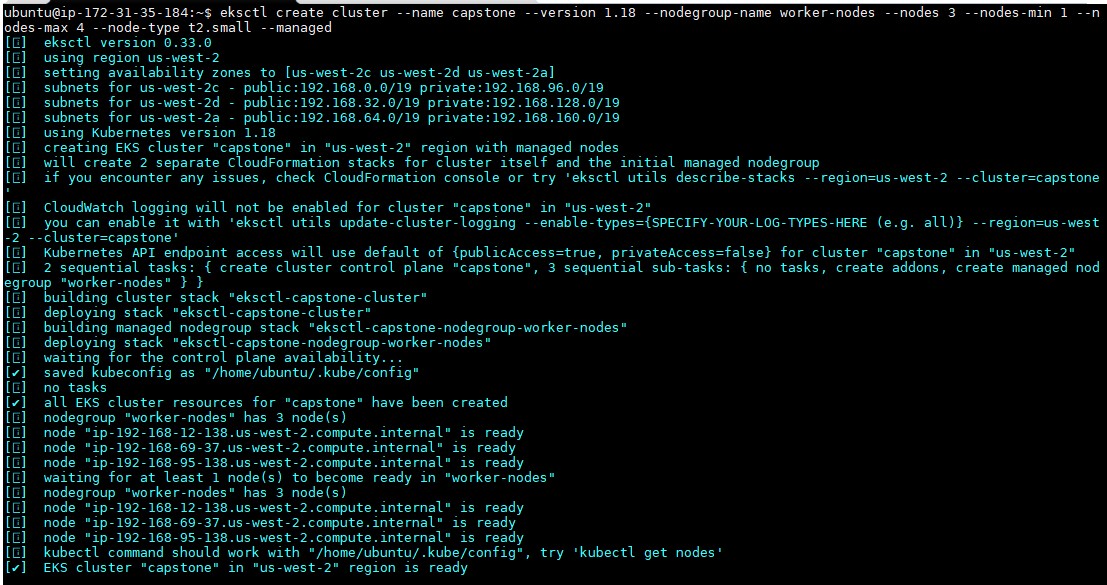 ubuntu@ip-172-31-35-184:~$ eksctl create cluster --name capstone --version 1.18 --nodegroup-name worker-nodes --nodes 3 --nodes-min 1 --n
odes-max 4 --node-type t2.small --managed
[ℹ]  eksctl version 0.33.0
[ℹ]  using region us-west-2
[ℹ]  setting availability zones to [us-west-2c us-west-2d us-west-2a]
[ℹ]  subnets for us-west-2c - public:192.168.0.0/19 private:192.168.96.0/19
[ℹ]  subnets for us-west-2d - public:192.168.32.0/19 private:192.168.128.0/19
[ℹ]  subnets for us-west-2a - public:192.168.64.0/19 private:192.168.160.0/19
[ℹ]  using Kubernetes version 1.18
[ℹ]  creating EKS cluster "capstone" in "us-west-2" region with managed nodes
[ℹ]  will create 2 separate CloudFormation stacks for cluster itself and the initial managed nodegroup
[ℹ]  if you encounter any issues, check CloudFormation console or try 'eksctl utils describe-stacks --region=us-west-2 --cluster=capstone
'
[ℹ]  CloudWatch logging will not be enabled for cluster "capstone" in "us-west-2"
[ℹ]  you can enable it with 'eksctl utils update-cluster-logging --enable-types={SPECIFY-YOUR-LOG-TYPES-HERE (e.g. all)} --region=us-west
-2 --cluster=capstone'
[ℹ]  Kubernetes API endpoint access will use default of {publicAccess=true, privateAccess=false} for cluster "capstone" in "us-west-2"
[ℹ]  2 sequential tasks: { create cluster control plane "capstone", 3 sequential sub-tasks: { no tasks, create addons, create managed nod
egroup "worker-nodes" } }
[ℹ]  building cluster stack "eksctl-capstone-cluster"
[ℹ]  deploying stack "eksctl-capstone-cluster"
[ℹ]  building managed nodegroup stack "eksctl-capstone-nodegroup-worker-nodes"
[ℹ]  deploying stack "eksctl-capstone-nodegroup-worker-nodes"
[ℹ]  waiting for the control plane availability...
[✔]  saved kubeconfig as "/home/ubuntu/.kube/config"
[ℹ]  no tasks
[✔]  all EKS cluster resources for "capstone" have been created
[ℹ]  nodegroup "worker-nodes" has 3 node(s)
[ℹ]  node "ip-192-168-12-138.us-west-2.compute.internal" is ready
[ℹ]  node "ip-192-168-69-37.us-west-2.compute.internal" is ready
[ℹ]  node "ip-192-168-95-138.us-west-2.compute.internal" is ready
[ℹ]  waiting for at least 1 node(s) to become ready in "worker-nodes"
[ℹ]  nodegroup "worker-nodes" has 3 node(s)
[ℹ]  node "ip-192-168-12-138.us-west-2.compute.internal" is ready
[ℹ]  node "ip-192-168-69-37.us-west-2.compute.internal" is ready
[ℹ]  node "ip-192-168-95-138.us-west-2.compute.internal" is ready
[ℹ]  kubectl command should work with "/home/ubuntu/.kube/config", try 'kubectl get nodes'
[✔]  EKS cluster "capstone" in "us-west-2" region is ready